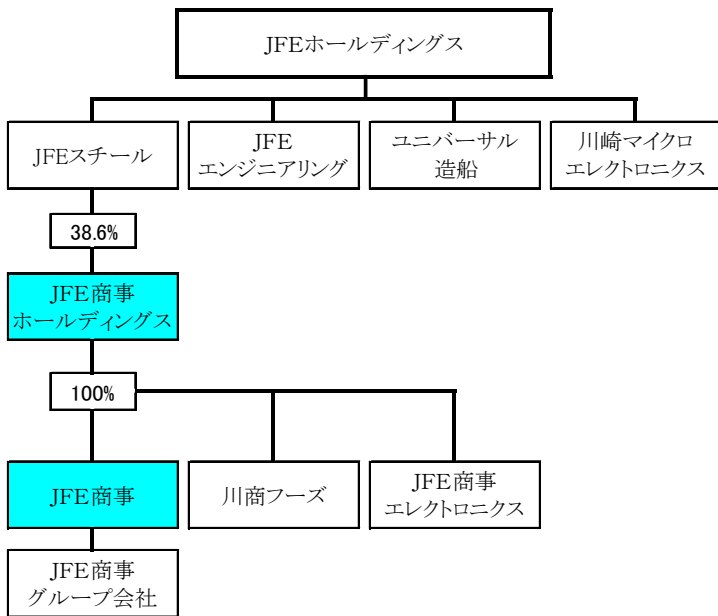 JFEホールディングス
JFEスチール
JFE
エンジニアリング
ユニバーサル
造船
川崎マイクロ
エレクトロニクス
38.6%
JFE商事
ホールディングス
100%
JFE商事
川商フーズ
JFE商事
エレクトロニクス
JFE商事
グループ会社